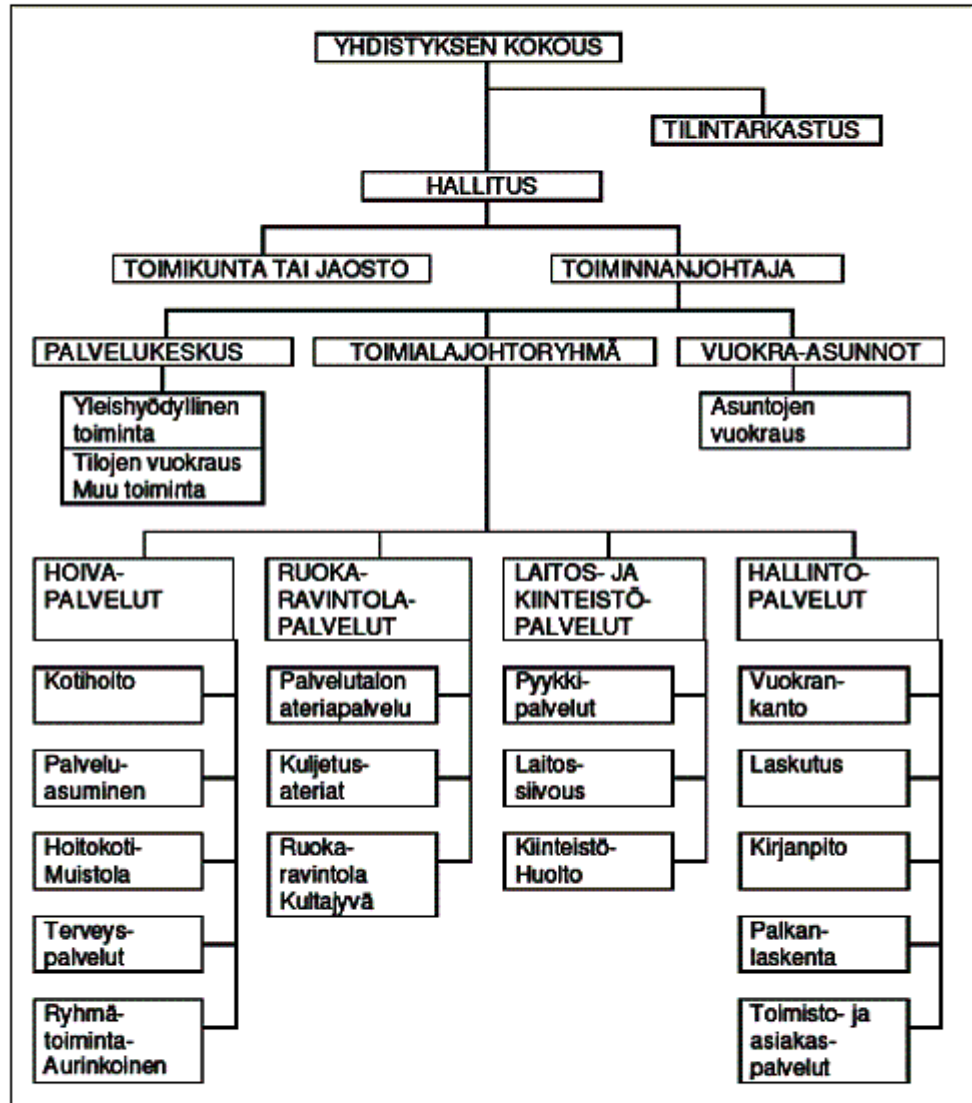 YHDISTYKSEN KOKOUS
TILINTARKASTUS
HALLITUS
TOIMIKUNTA TAI JAOSTO
TOIMINNANJOHTAJA
PALVELUKESKUS
TOIMIALAJOHTORYHMÄ
VUOKRA-ASUNNOT
Yleishyödyllinen
toiminta
Tilojen vuokraus
Muu toiminta
Asuntojen
vuokraus
HOIVA-
PALVELUT
Kotihoito
Palvelu-
asuminen
Hoitokoti-
Muistola
Terveys-
palvelut
Ryhmä-
toiminta-
Aurinkoinen
RUOKA-
RAVINTOLA-
PALVELUT
Palvelutalon
ateriapalvelu
Kuljetus-
ateriat
Ruoka-
ravintola
Kultajyvä
LAITOS- JA
KIINTEISTÖ-
PALVELUT
Pyykki-
palvelut
Laitos-
siivous
Kiinteistö-
Huolto
HALLINTO-
PALVELUT
Vuokran-
kanto
Laskutus
Kirjanpito
Palkan-
laskenta
Toimisto- ja
asiakas-
palvelut